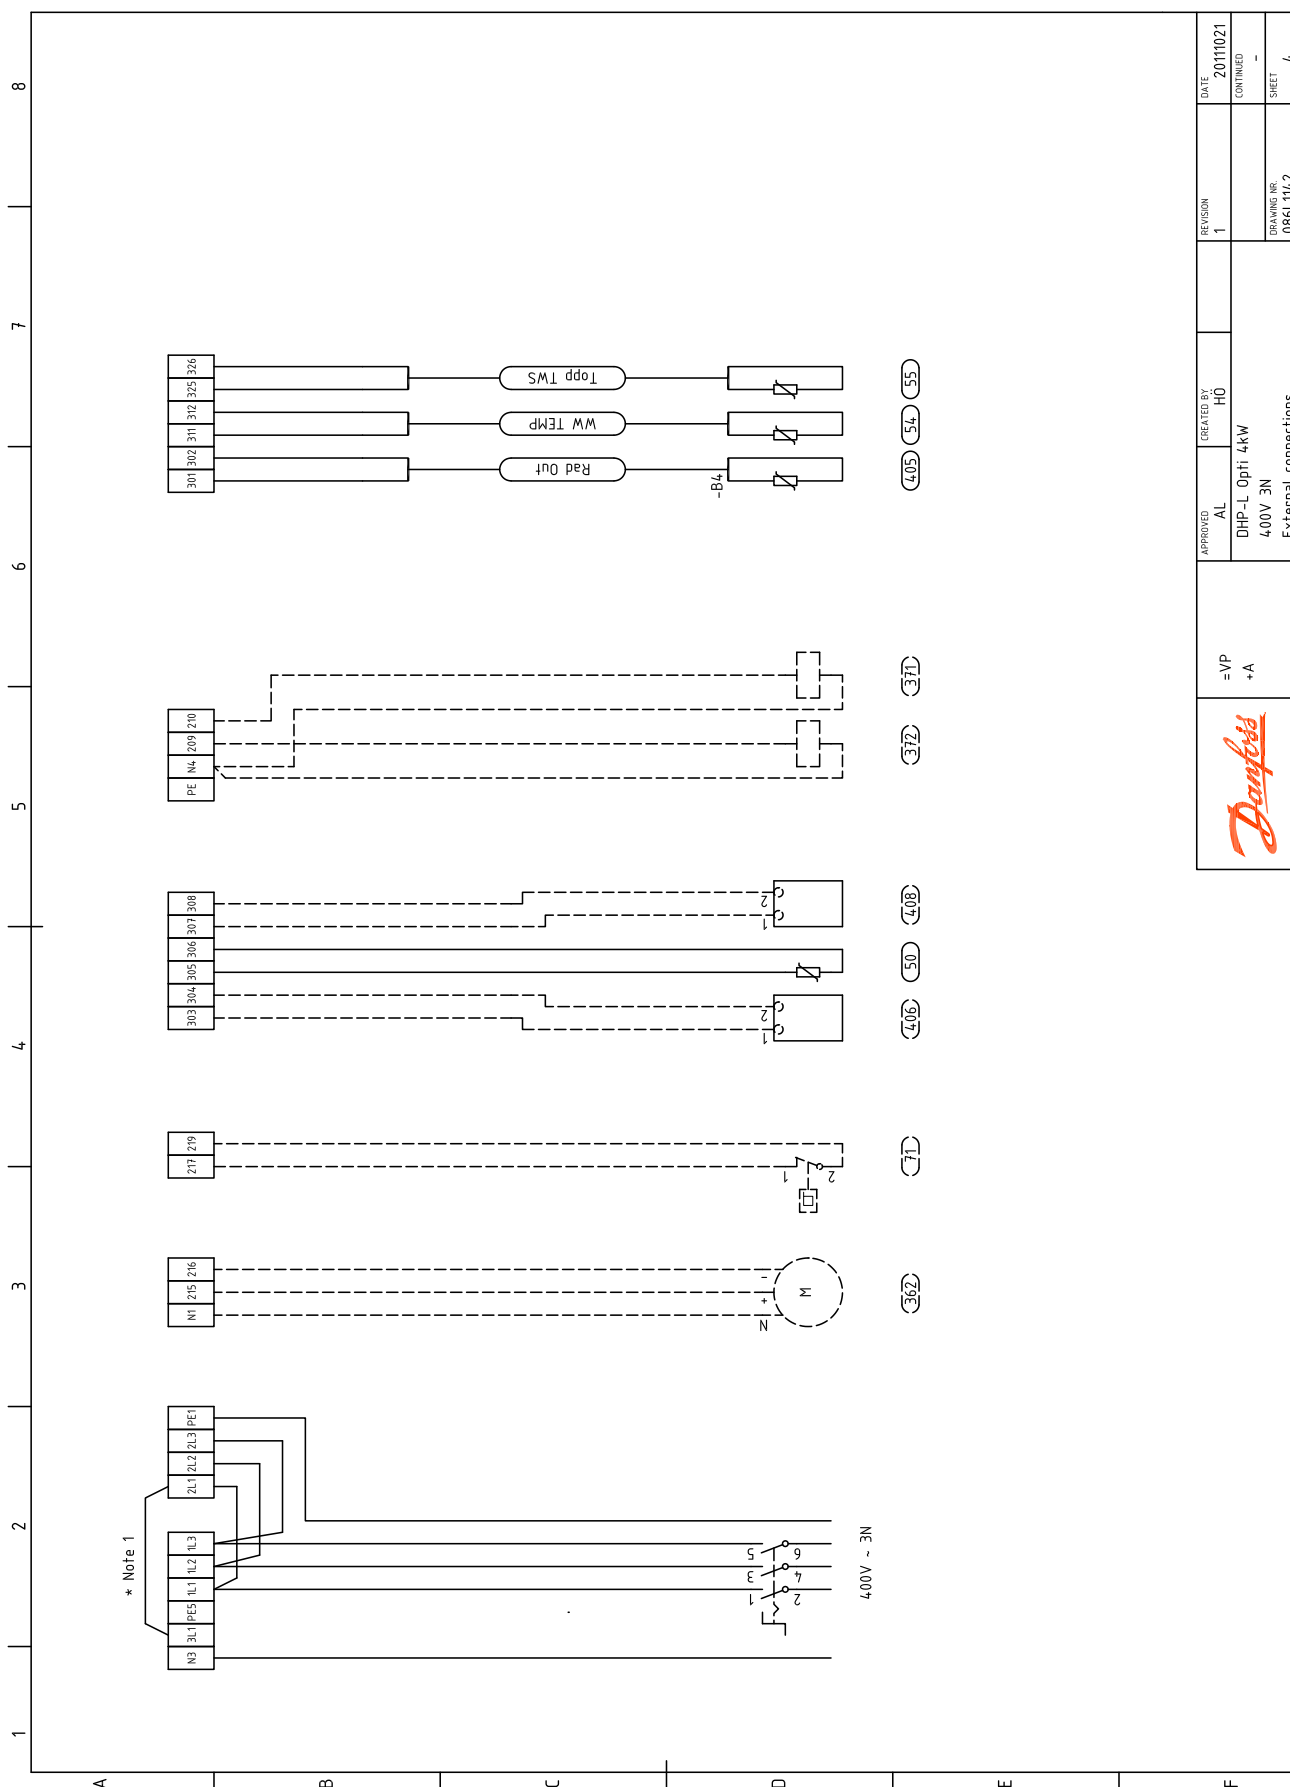 1 2 3 4 5 6 7 8
A
B
C
D
E
F
* Note 1
N3 3L1 PE5 1L1 1L2 1L3
2L1 2L2 2L3 PE1
N1 215 216
217 219
303 304 305 306 307 308
PE N4 209 210
301 302 311 312 325 326
Rad Out
WW TEMP
Topp TWS
-B4
1 3 5
2 4 6
N + -
M
1
2
1 2
1 2
400V ~ 3N
362
71
406
50
408
372
371
405
54
55
Danfoss
=VP
+A
APPROVED
AL
CREATED BY
HÖ
REVISION
1
DATE
20111021
DHP-L Opti 4kW
400V 3N
External connections
CONTINUED
-
DRAWING NR.
086L1142
SHEET
4